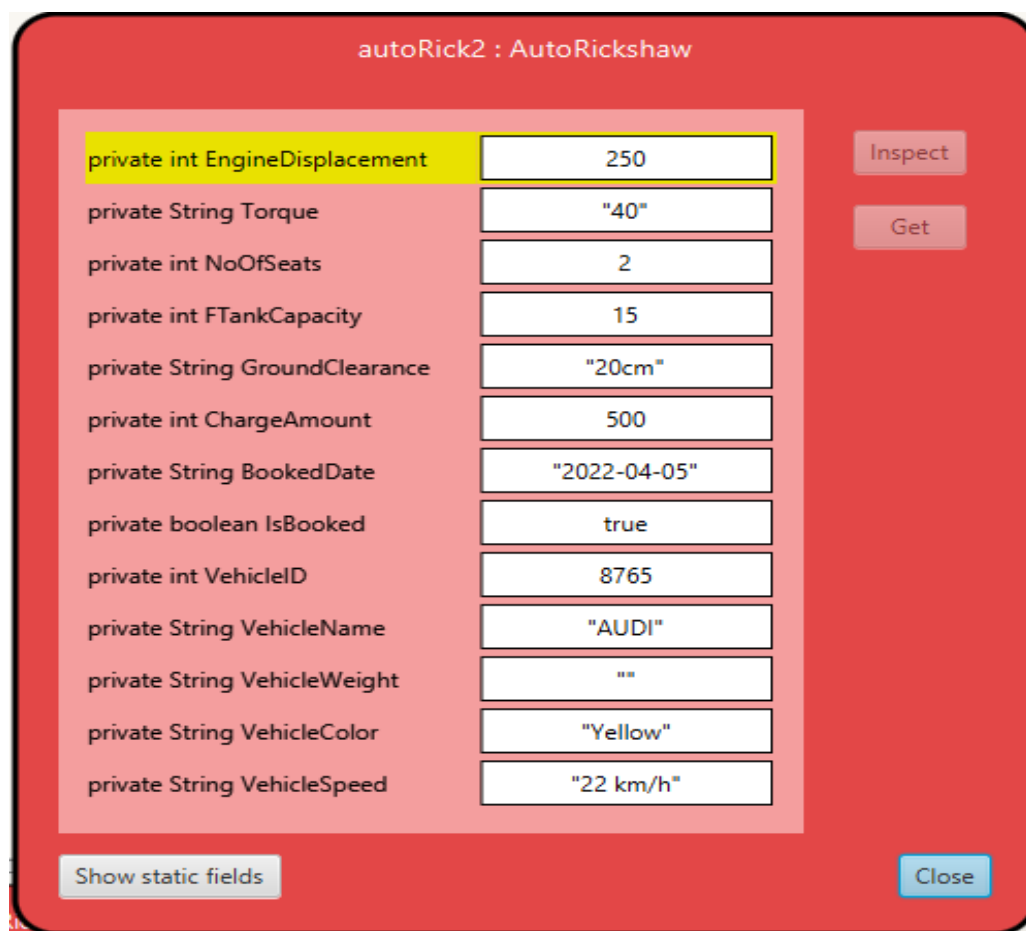 autoRick2 : AutoRickshaw
private int EngineDisplacement 250
Inspect
private String Torque "40"
Get
private int NoOfSeats 2
private int FTankCapacity 15
private String GroundClearance "20cm"
private int ChargeAmount 500
private String BookedDate "2022-04-05"
private boolean IsBooked true
private int VehicleID 8765
private String VehicleName "AUDI"
private String VehicleWeight ""
private String VehicleColor "Yellow"
private String VehicleSpeed "22 km/h"
Show static fields Close